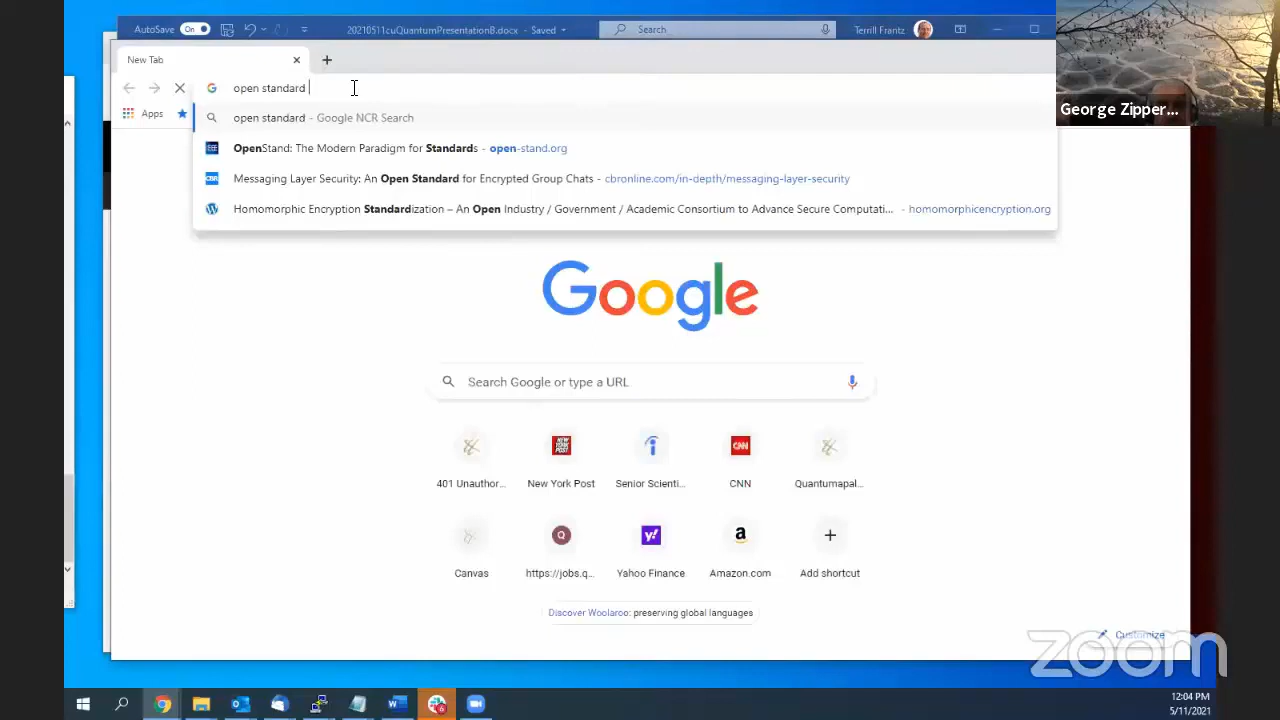 AutoSave On
20210511cuQuantumPresentationB.docx - Saved
Search
Terrill Frantz
New Tab
open standard
Apps
open standard - Google NCR Search
OpenStand: The Modern Paradigm for Standards - open-stand.org
Messaging Layer Security: An Open Standard for Encrypted Group Chats - cbronline.com/in-depth/messaging-layer-security
Homomorphic Encryption Standardization – An Open Industry / Government / Academic Consortium to Advance Secure Computati... - homomorphicencryption.org
George Zipper...
Google
Search Google or type a URL
401 Unauthor...
New York Post
Senior Scienti...
CNN
Quantumapal...
Canvas
https://jobs.q...
Yahoo Finance
Amazon.com
Add shortcut
Discover Woolaroo: preserving global languages
Customize
zoom
12:04 PM
5/11/2021